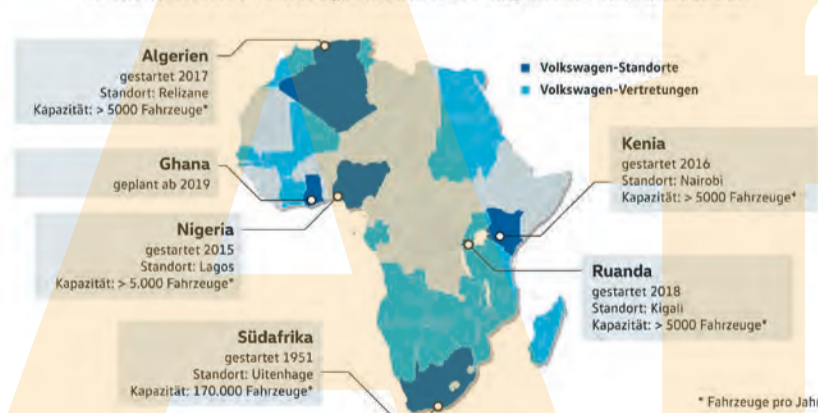 Algerien
gestartet 2017
Standort: Relizane
Kapazität: > 5000 Fahrzeuge*
Ghana
geplant ab 2019
Nigeria
gestartet 2015
Standort: Lagos
Kapazität: > 5.000 Fahrzeuge*
Südafrika
gestartet 1951
Standort: Uitenhage
Kapazität: 170.000 Fahrzeuge*
Volkswagen-Standorte
Volkswagen-Vertretungen
Kenia
gestartet 2016
Standort: Nairobi
Kapazität: > 5000 Fahrzeuge*
Ruanda
gestartet 2018
Standort: Kigali
Kapazität: > 5000 Fahrzeuge*
* Fahrzeuge pro Jahr